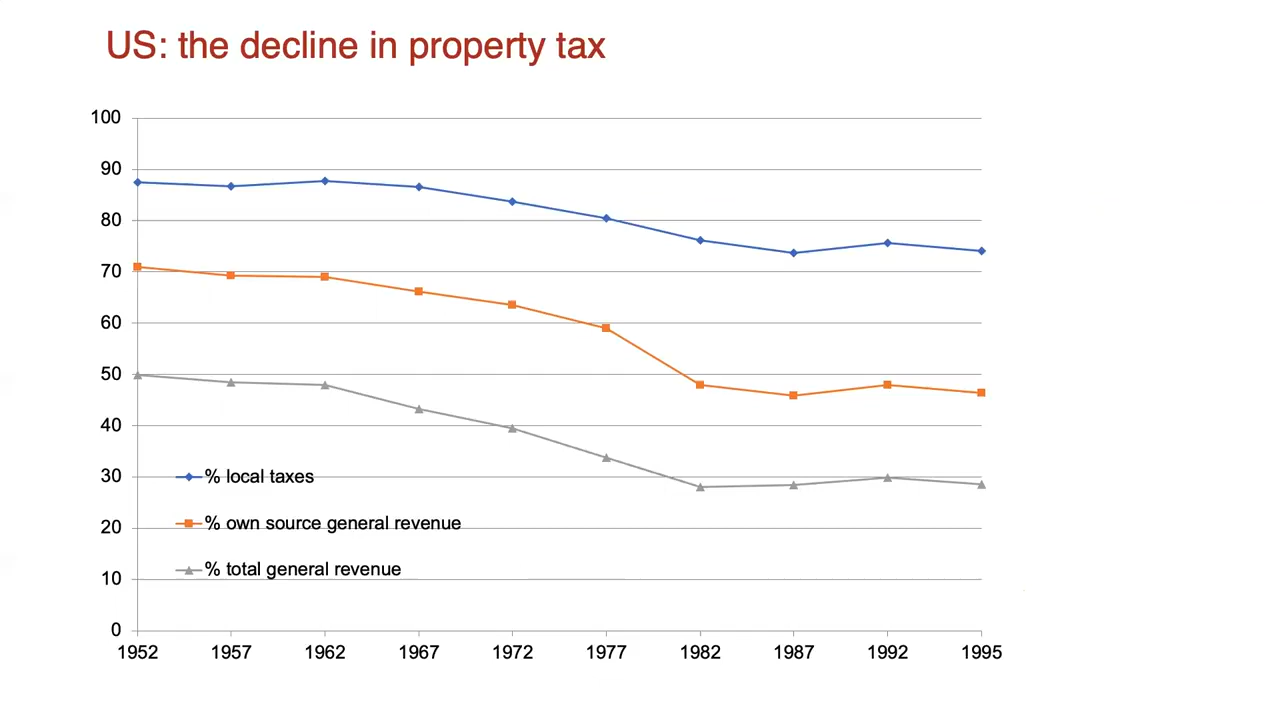 US: the decline in property tax
100
90
80
70
60
50
40
30
20
10
0
% local taxes
% own source general revenue
% total general revenue
1952 1957 1962 1967 1972 1977 1982 1987 1992 1995